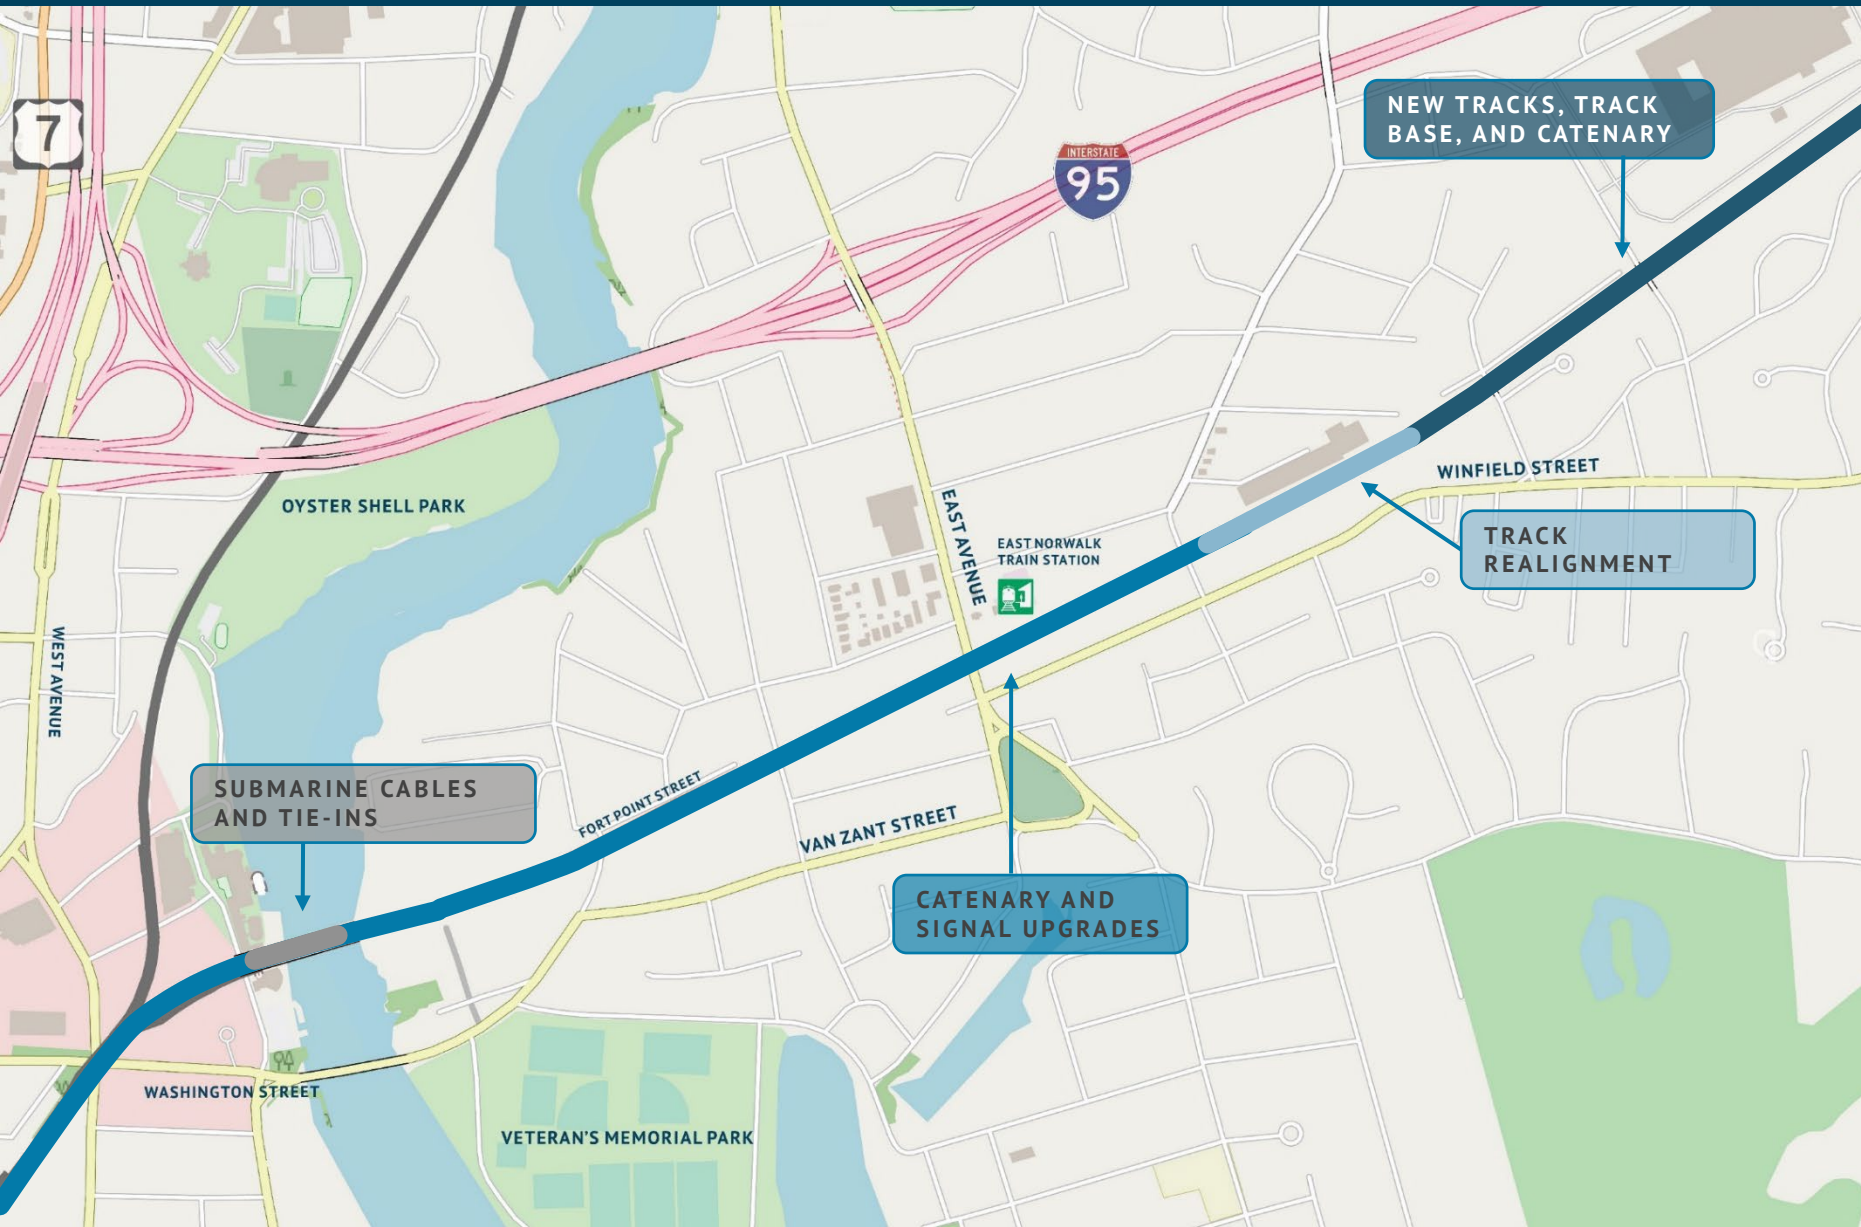 7
INTERSTATE
95
NEW TRACKS, TRACK
BASE, AND CATENARY
OYSTER SHELL PARK
WINFIELD STREET
EAST AVENUE
EAST NORWALK
TRAIN STATION
TRACK
REALIGNMENT
WEST AVENUE
SUBMARINE CABLES
AND TIE-INS
FORT POINT STREET
VAN ZANT STREET
CATENARY AND
SIGNAL UPGRADES
WASHINGTON STREET
VETERAN'S MEMORIAL PARK